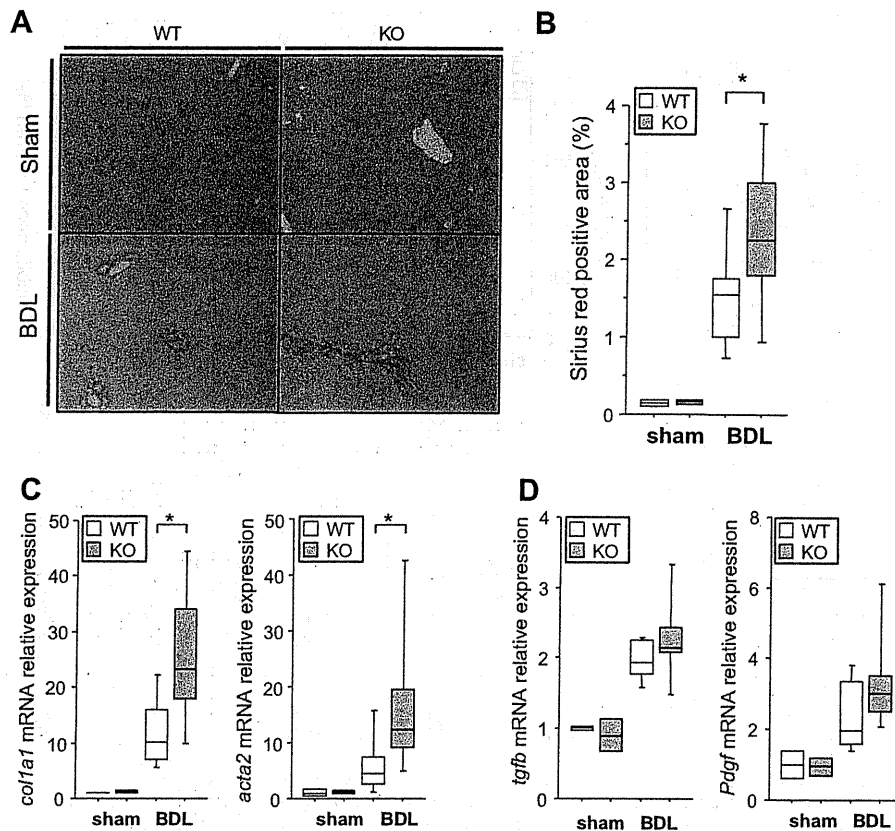 A
WT
KO
Sham
BDL
B
WT
KO
*
Sirius red positive area (%)
4
3
2
1
0
sham
BDL
C
WT
KO
*
col1a1 mRNA relative expression
50
40
30
20
10
0
sham
BDL
WT
KO
*
acta2 mRNA relative expression
50
40
30
20
10
0
sham
BDL
D
WT
KO
tgfb mRNA relative expression
4
3
2
1
0
sham
BDL
WT
KO
Pdgf mRNA relative expression
8
6
4
2
0
sham
BDL